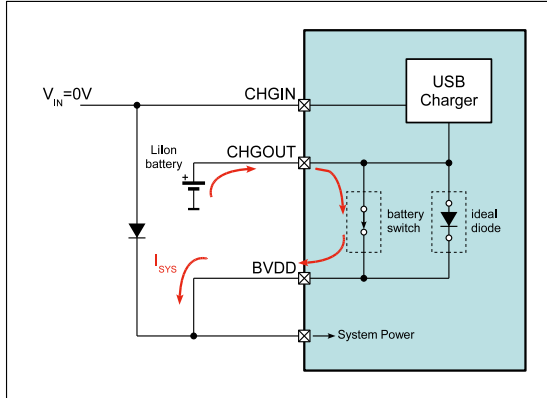 USB
Charger
V_IN=0V
CHGIN
LiIon
battery
+
CHGOUT
battery
switch
ideal
diode
I_SYS
BVDD
System Power